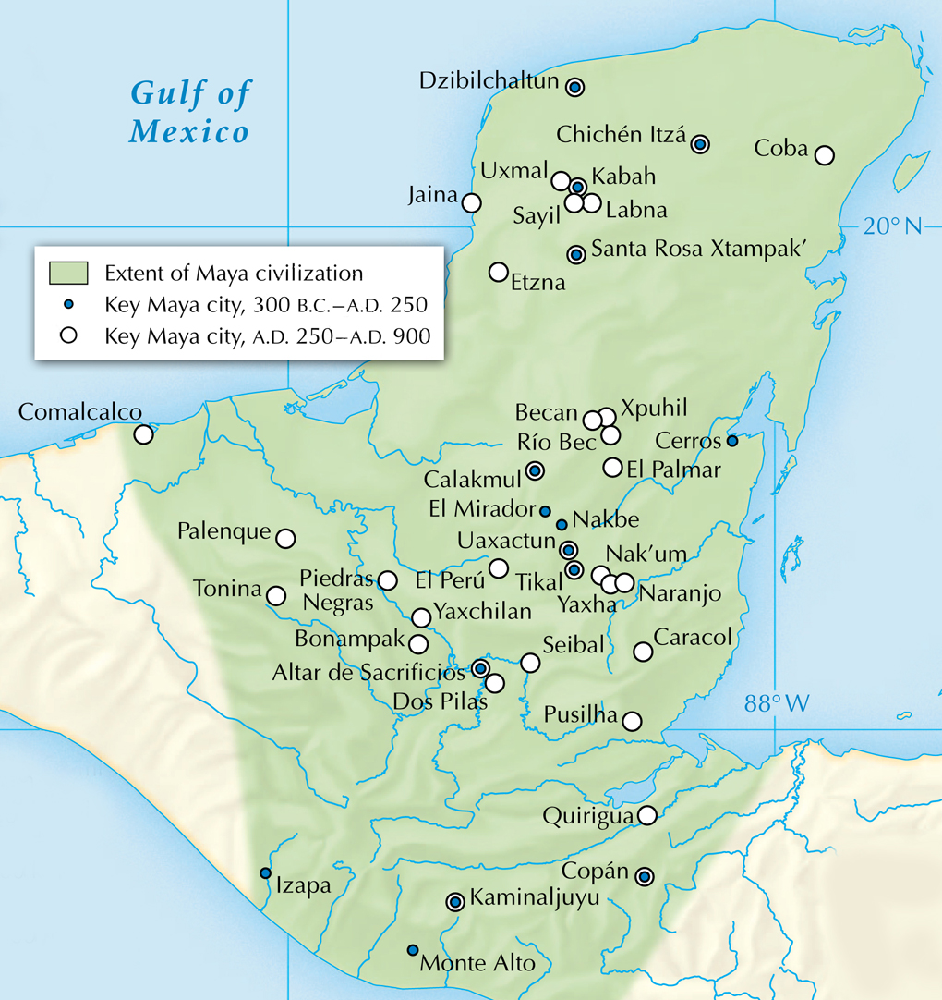 Gulf of
Mexico
Dzibilchaltun
Chichén Itzá
Coba
Uxmal
Kabah
Jaina
Sayil
Labna
20° N
Santa Rosa Xtampak’
Etzna
Extent of Maya civilization
Key Maya city, 300 B.C.–A.D. 250
Key Maya city, A.D. 250–A.D. 900
Comalcalco
Becan
Xpuhil
Río Bec
Cerros
El Palmar
Calakmul
El Mirador
Nakbe
Palenque
Uaxactun
Nak’um
Piedras
Negras
El Perú
Tikal
Tonina
Yaxha
Naranjo
Yaxchilan
Bonampak
Seibal
Caracol
Altar de Sacrificios
Dos Pilas
88° W
Pusilha
Quirigua
Copán
Izapa
Kaminaljuyu
Monte Alto